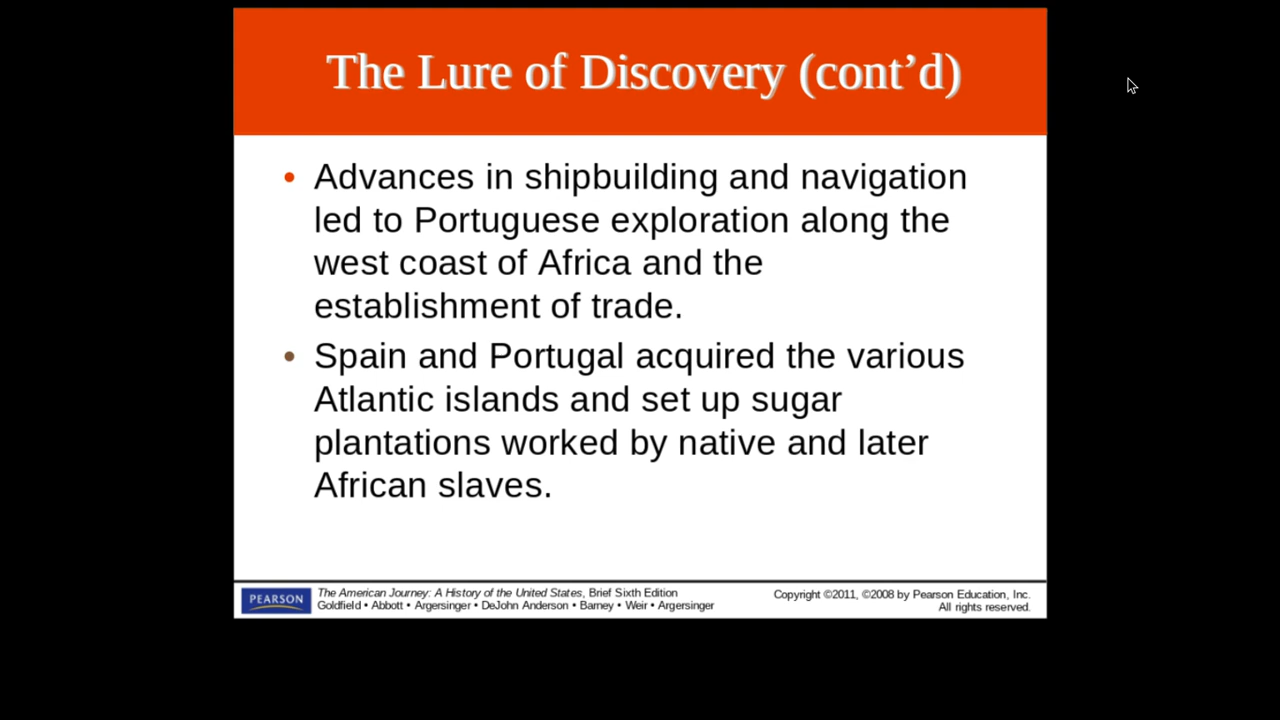 The Lure of Discovery (cont’d)
• Advances in shipbuilding and navigation
led to Portuguese exploration along the
west coast of Africa and the
establishment of trade.
• Spain and Portugal acquired the various
Atlantic islands and set up sugar
plantations worked by native and later
African slaves.
PEARSON
The American Journey: A History of the United States, Brief Sixth Edition
Goldfield • Abbott • Argersinger • DeJohn Anderson • Barney • Weir • Argersinger
Copyright ©2011, ©2008 by Pearson Education, Inc.
All rights reserved.